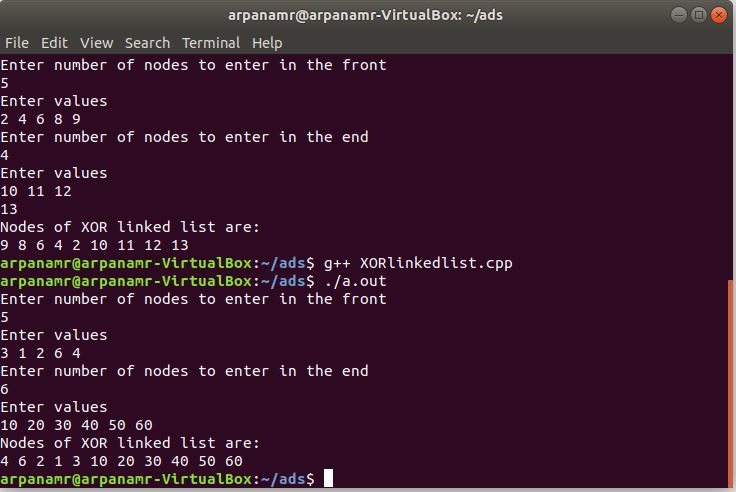 arpanamr@arpanamr-VirtualBox: ~/ads
File Edit View Search Terminal Help
Enter number of nodes to enter in the front
5
Enter values
2 4 6 8 9
Enter number of nodes to enter in the end
4
Enter values
10 11 12
13
Nodes of XOR linked list are:
9 8 6 4 2 10 11 12 13
arpanamr@arpanamr-VirtualBox:~/ads$ g++ XORlinkedlist.cpp
arpanamr@arpanamr-VirtualBox:~/ads$ ./a.out
Enter number of nodes to enter in the front
5
Enter values
3 1 2 6 4
Enter number of nodes to enter in the end
6
Enter values
10 20 30 40 50 60
Nodes of XOR linked list are:
4 6 2 1 3 10 20 30 40 50 60
arpanamr@arpanamr-VirtualBox:~/ads$